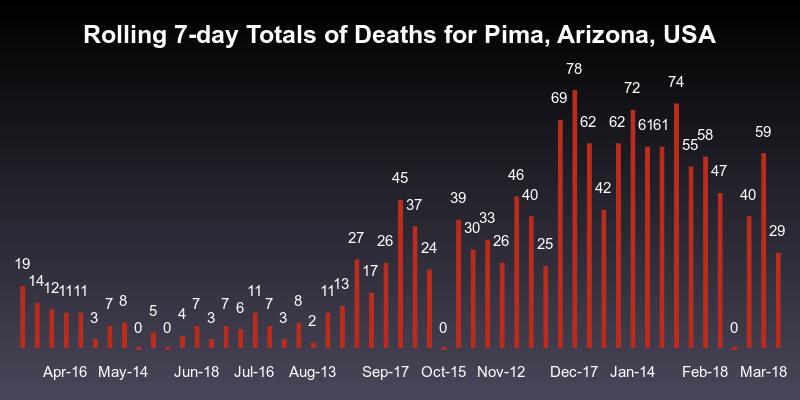 Rolling 7-day Totals of Deaths for Pima, Arizona, USA
19 14 12 11 11 3 7 8 0 5 0 4 7 3 7 6 11 7 3 8 2 11 13 27 17 26 45 37 24 0 39 30 33 26 46 40 25 69 78 62 42 62 72 61 61 74 55 58 47 0 40 59 29
Apr-16 May-14 Jun-18 Jul-16 Aug-13 Sep-17 Oct-15 Nov-12 Dec-17 Jan-14 Feb-18 Mar-18